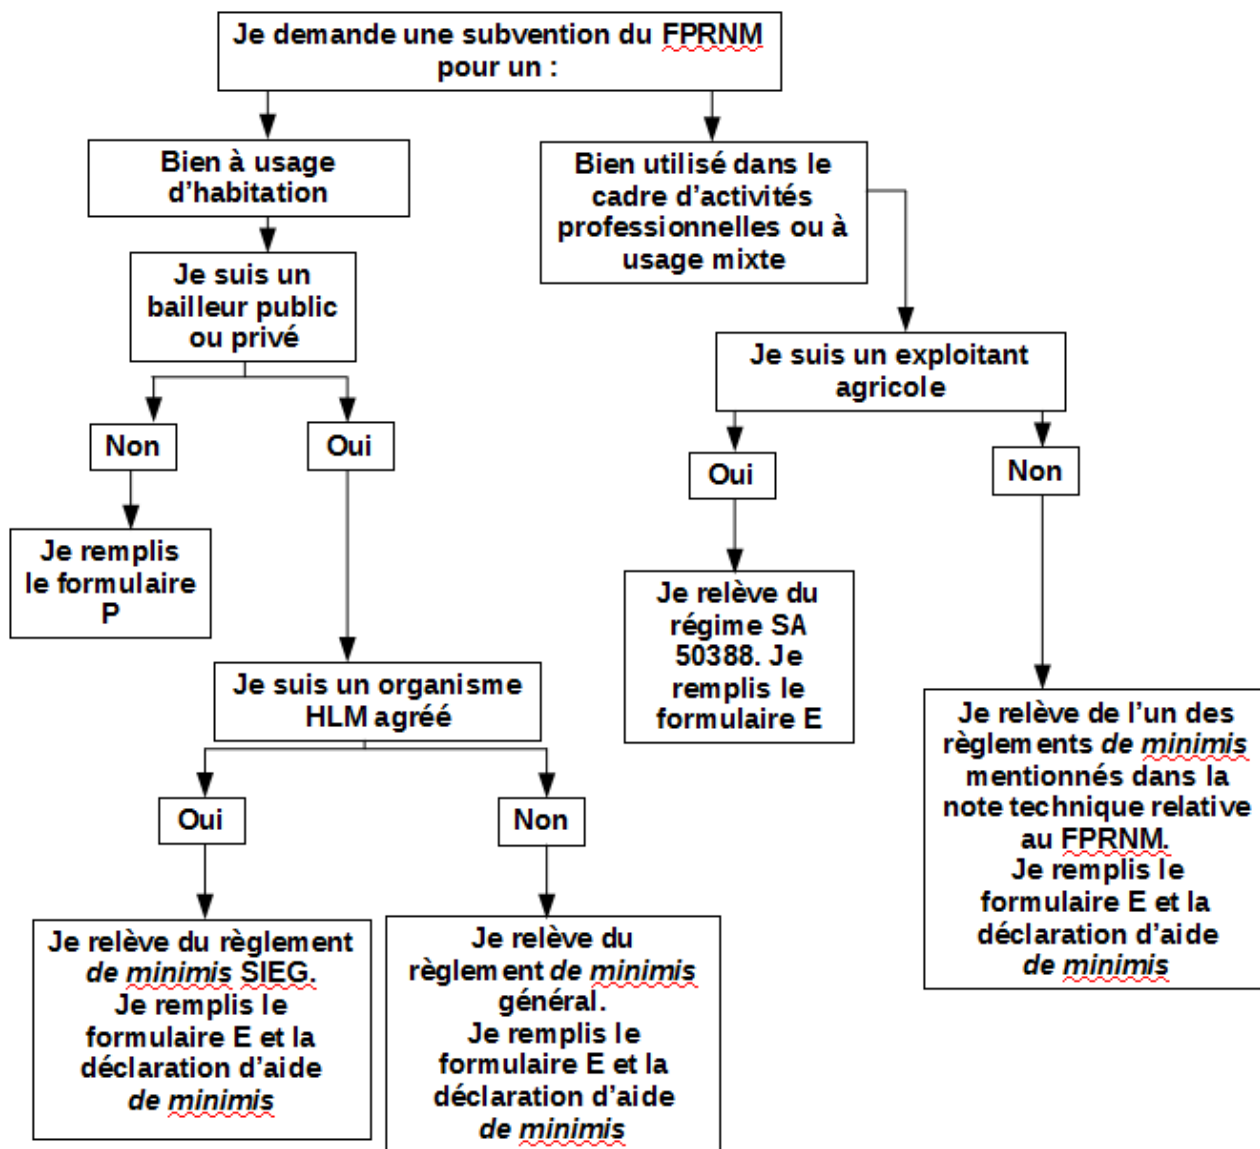 Je demande une subvention du FPRNM
pour un :
Bien à usage
d'habitation
Bien utilisé dans le
cadre d'activités
professionnelles ou à
usage mixte
Je suis un
bailleur public
ou privé
Je suis un exploitant
agricole
Non
Oui
Oui
Non
Je remplis
le formulaire
P
Je relève du
régime SA
50388. Je
remplis le
formulaire E
Je suis un organisme
HLM agréé
Je relève de l'un des
règlements de minimis
mentionnés dans la
note technique relative
au FPRNM.
Je remplis le
formulaire E et la
déclaration d'aide
de minimis
Oui
Non
Je relève du règlement
de minimis SIEG.
Je remplis le
formulaire E et la
déclaration d'aide
de minimis
Je relève du
règlement de minimis
général.
Je remplis le
formulaire E et la
déclaration d'aide
de minimis